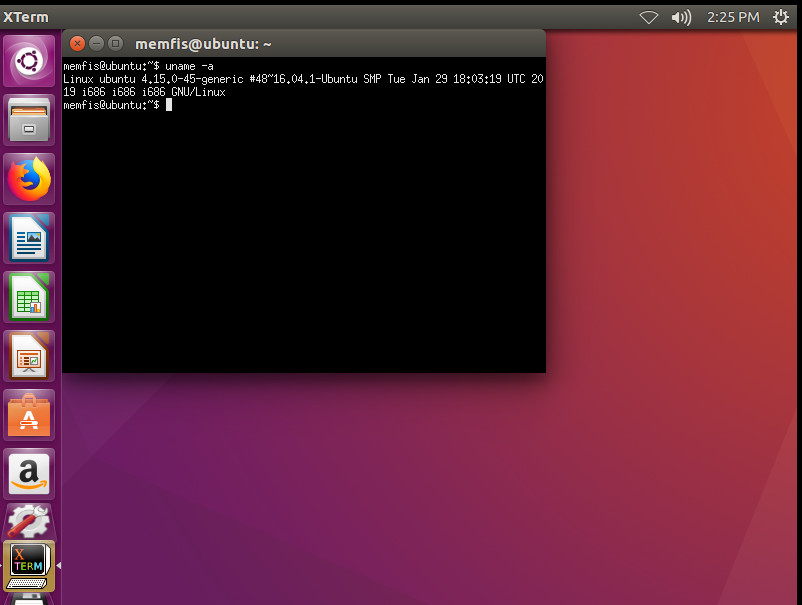 XTerm
2:25 PM
memfis@ubuntu: ~
memfis@ubuntu:~$ uname -a
Linux ubuntu 4.15.0-45-generic #48~16.04.1-Ubuntu SMP Tue Jan 29 18:03:19 UTC 20
19 i686 i686 i686 GNU/Linux
memfis@ubuntu:~$
A
a
X
TERM